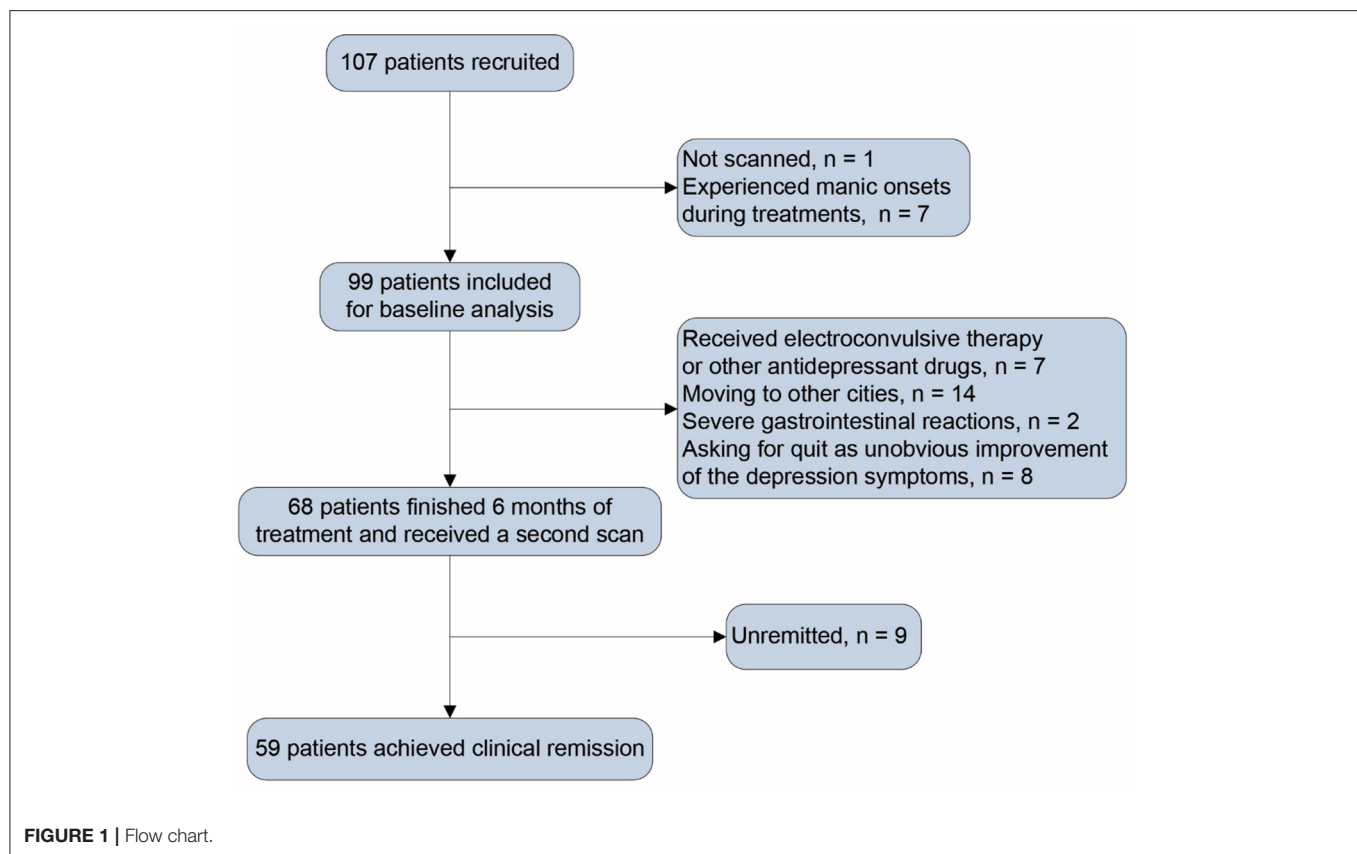 107 patients recruited
Not scanned, n = 1
Experienced manic onsets
during treatments, n = 7
99 patients included
for baseline analysis
Received electroconvulsive therapy
or other antidepressant drugs, n = 7
Moving to other cities, n = 14
Severe gastrointestinal reactions, n = 2
Asking for quit as unobvious improvement
of the depression symptoms, n = 8
68 patients finished 6 months of
treatment and received a second scan
Unremitted, n = 9
59 patients achieved clinical remission
FIGURE 1 | Flow chart.